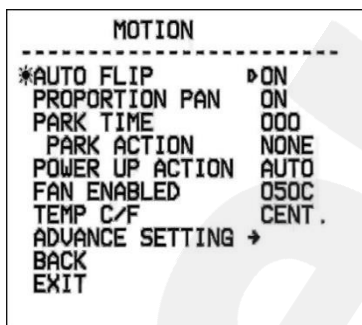 MOTION
AUTO FLIP ON
PROPORTION PAN ON
PARK TIME 000
PARK ACTION NONE
POWER UP ACTION AUTO
FAN ENABLED 050C
TEMP C/F CENT.
ADVANCE SETTING →
BACK
EXIT